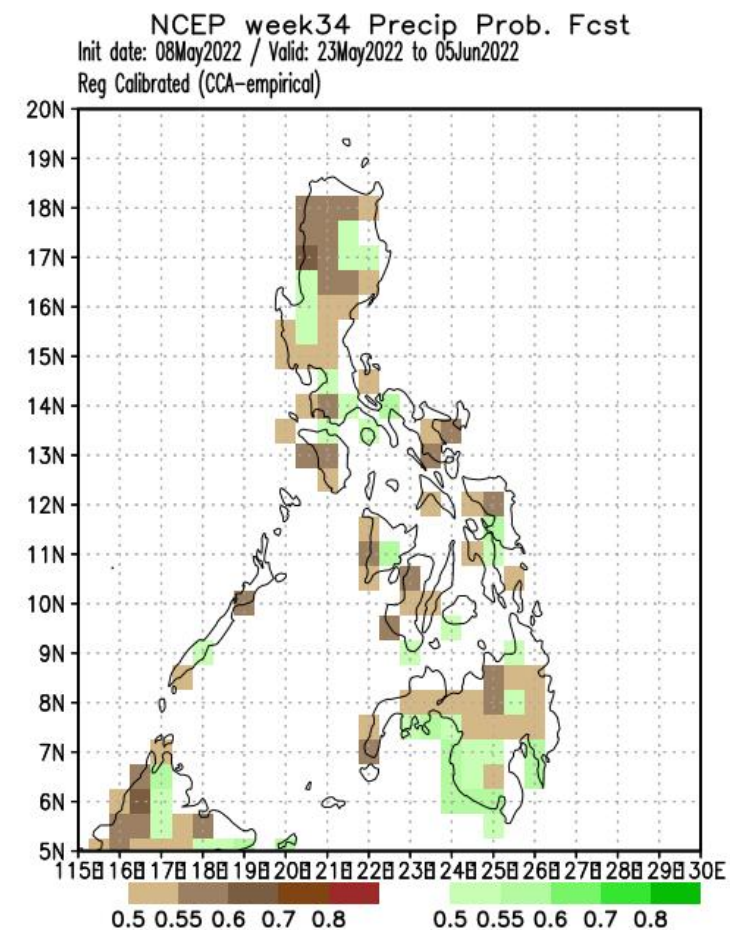 NCEP week34 Precip Prob. Fcst
Init date: 08May2022 / Valid: 23May2022 to 05Jun2022
Reg Calibrated (CCA-empirical)
20N
19N
18N
17N
16N
15N
14N
13N
12N
11N
10N
9N
8N
7N
6N
5N
115E 116E 117E 118E 119E 120E 121E 122E 123E 124E 125E 126E 127E 128E 129E 130E
0.5 0.55 0.6 0.7 0.8 0.5 0.55 0.6 0.7 0.8